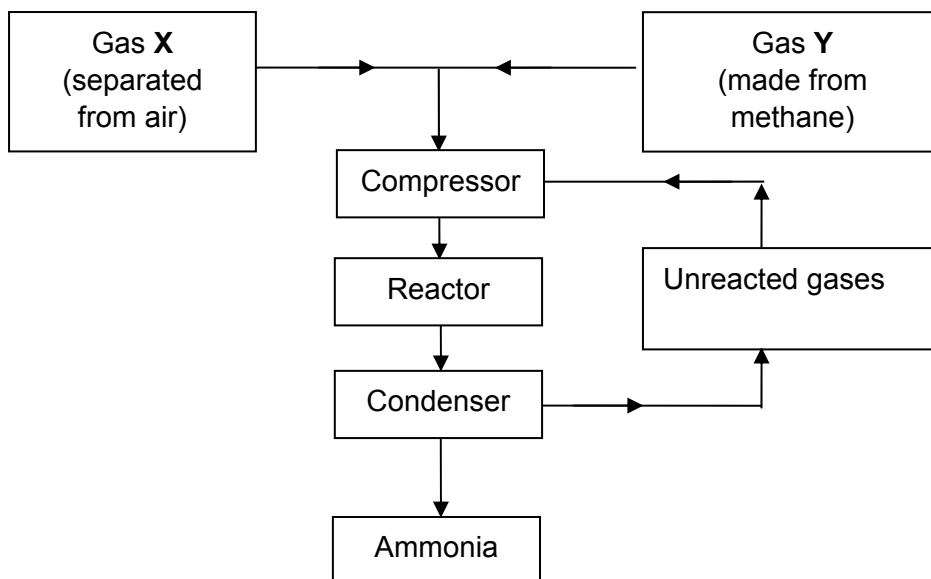 Gas X
(separated
from air)
Gas Y
(made from
methane)
Compressor
Reactor
Unreacted gases
Condenser
Ammonia